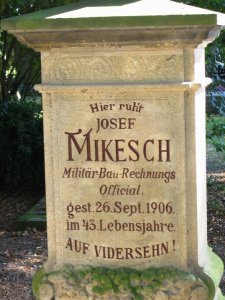 Hier ruht
JOSEF
MIKESCH
Militär-Bau-Rechnungs
Official.
gest. 26. Sept. 1906.
im 43. Lebensjahre.
AUF VIDERSEHN!